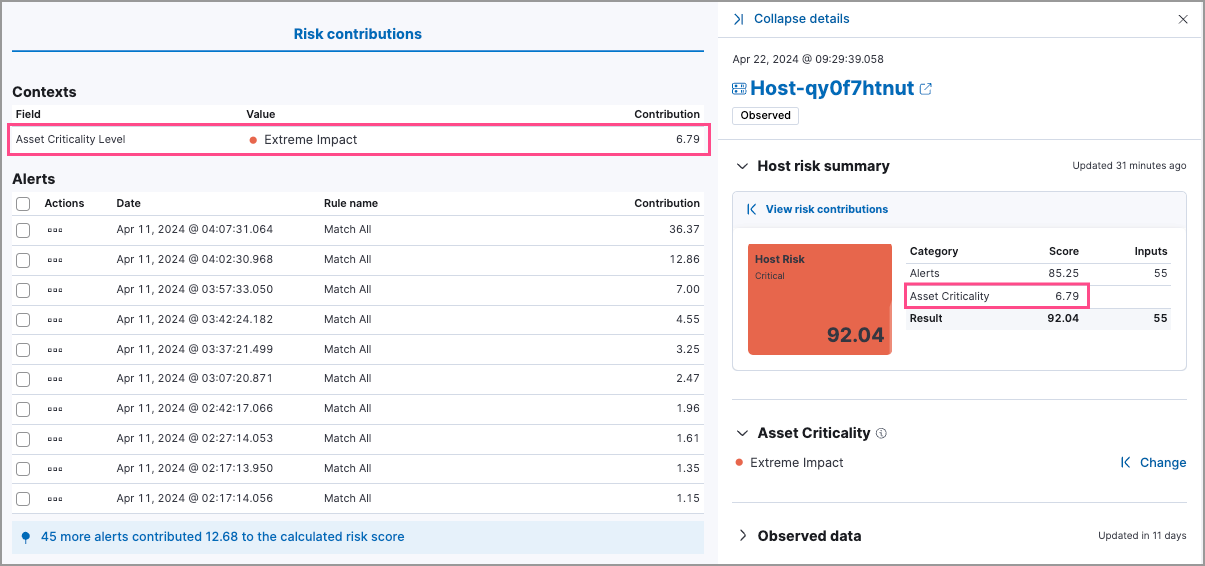 Risk contributions
Contexts
Field Value Contribution
Asset Criticality Level Extreme Impact 6.79
Alerts
Actions Date Rule name Contribution
Apr 11, 2024 @ 04:07:31.064 Match All 36.37
Apr 11, 2024 @ 04:02:30.968 Match All 12.86
Apr 11, 2024 @ 03:57:33.050 Match All 7.00
Apr 11, 2024 @ 03:42:24.182 Match All 4.55
Apr 11, 2024 @ 03:37:21.499 Match All 3.25
Apr 11, 2024 @ 03:07:20.871 Match All 2.47
Apr 11, 2024 @ 02:42:17.066 Match All 1.96
Apr 11, 2024 @ 02:27:14.053 Match All 1.61
Apr 11, 2024 @ 02:17:13.950 Match All 1.35
Apr 11, 2024 @ 02:17:14.056 Match All 1.15
45 more alerts contributed 12.68 to the calculated risk score
Collapse details
Apr 22, 2024 @ 09:29:39.058
Host-qy0f7htnut
Observed
Host risk summary Updated 31 minutes ago
View risk contributions
Host Risk
Critical
92.04
Category Score Inputs
Alerts 85.25 55
Asset Criticality 6.79
Result 92.04 55
Asset Criticality
Extreme Impact Change
Observed data Updated in 11 days